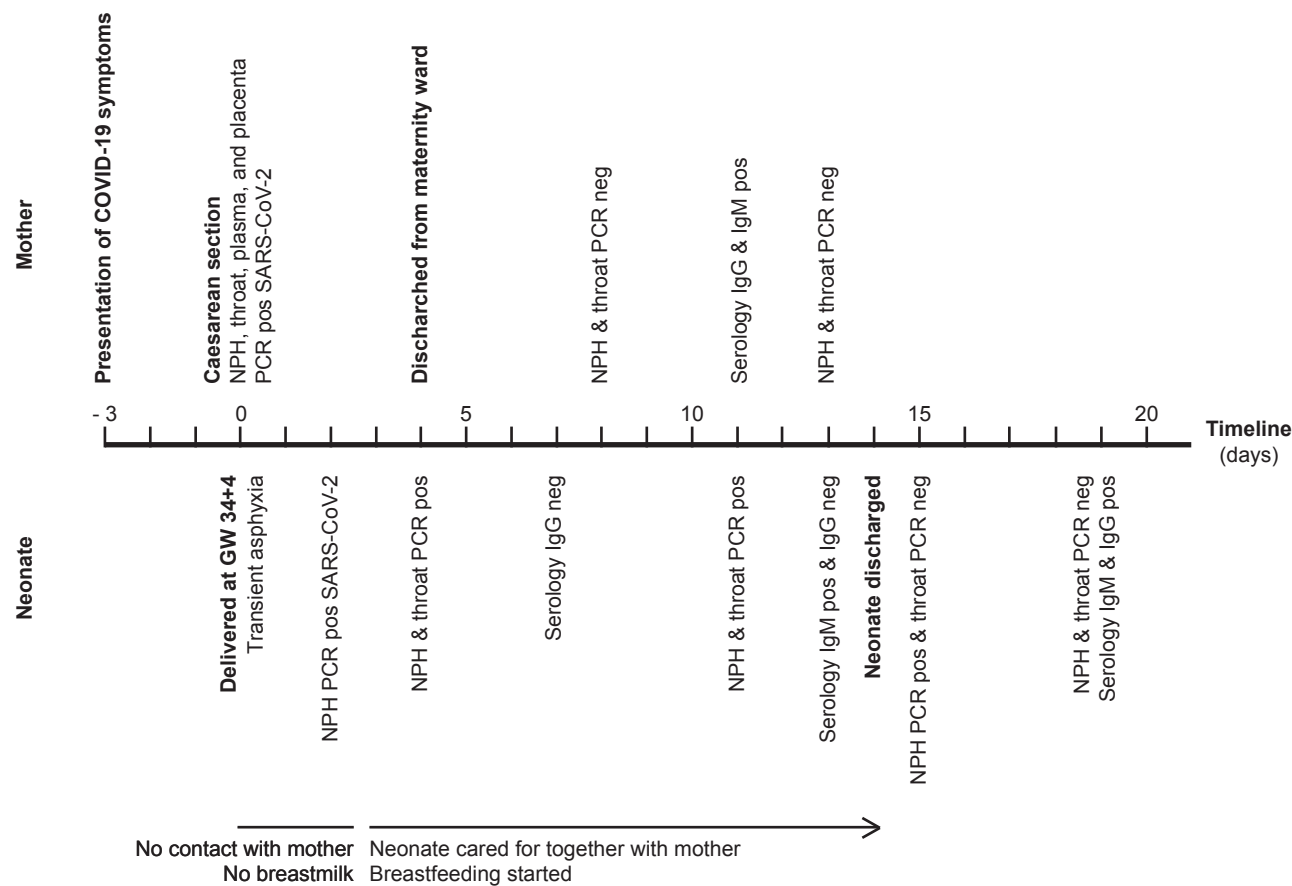 Mother
Presentation of COVID-19 symptoms
Caesarean section
NPH, throat, plasma, and placenta
PCR pos SARS-CoV-2
Discharched from maternity ward
NPH & throat PCR neg
Serology IgG & IgM pos
NPH & throat PCR neg
- 3 0 5 10 15 20
Timeline
(days)
Neonate
Delivered at GW 34+4
Transient asphyxia
NPH PCR pos SARS-CoV-2
NPH & throat PCR pos
Serology IgG neg
NPH & throat PCR pos
Serology IgM pos & IgG neg
Neonate discharged
NPH PCR pos & throat PCR neg
NPH & throat PCR neg
Serology IgM & IgG pos
No contact with mother
No breastmilk
Neonate cared for together with mother
Breastfeeding started